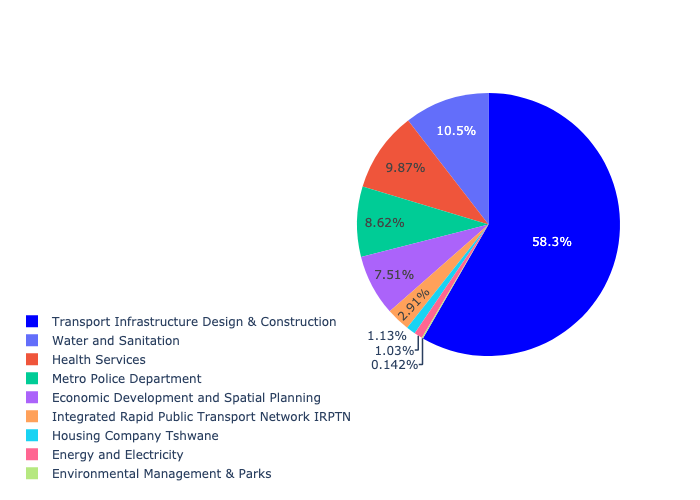 10.5%
9.87%
8.62%
58.3%
7.51%
2.91%
1.13%
1.03%
0.142%
Transport Infrastructure Design & Construction
Water and Sanitation
Health Services
Metro Police Department
Economic Development and Spatial Planning
Integrated Rapid Public Transport Network IRPTN
Housing Company Tshwane
Energy and Electricity
Environmental Management & Parks